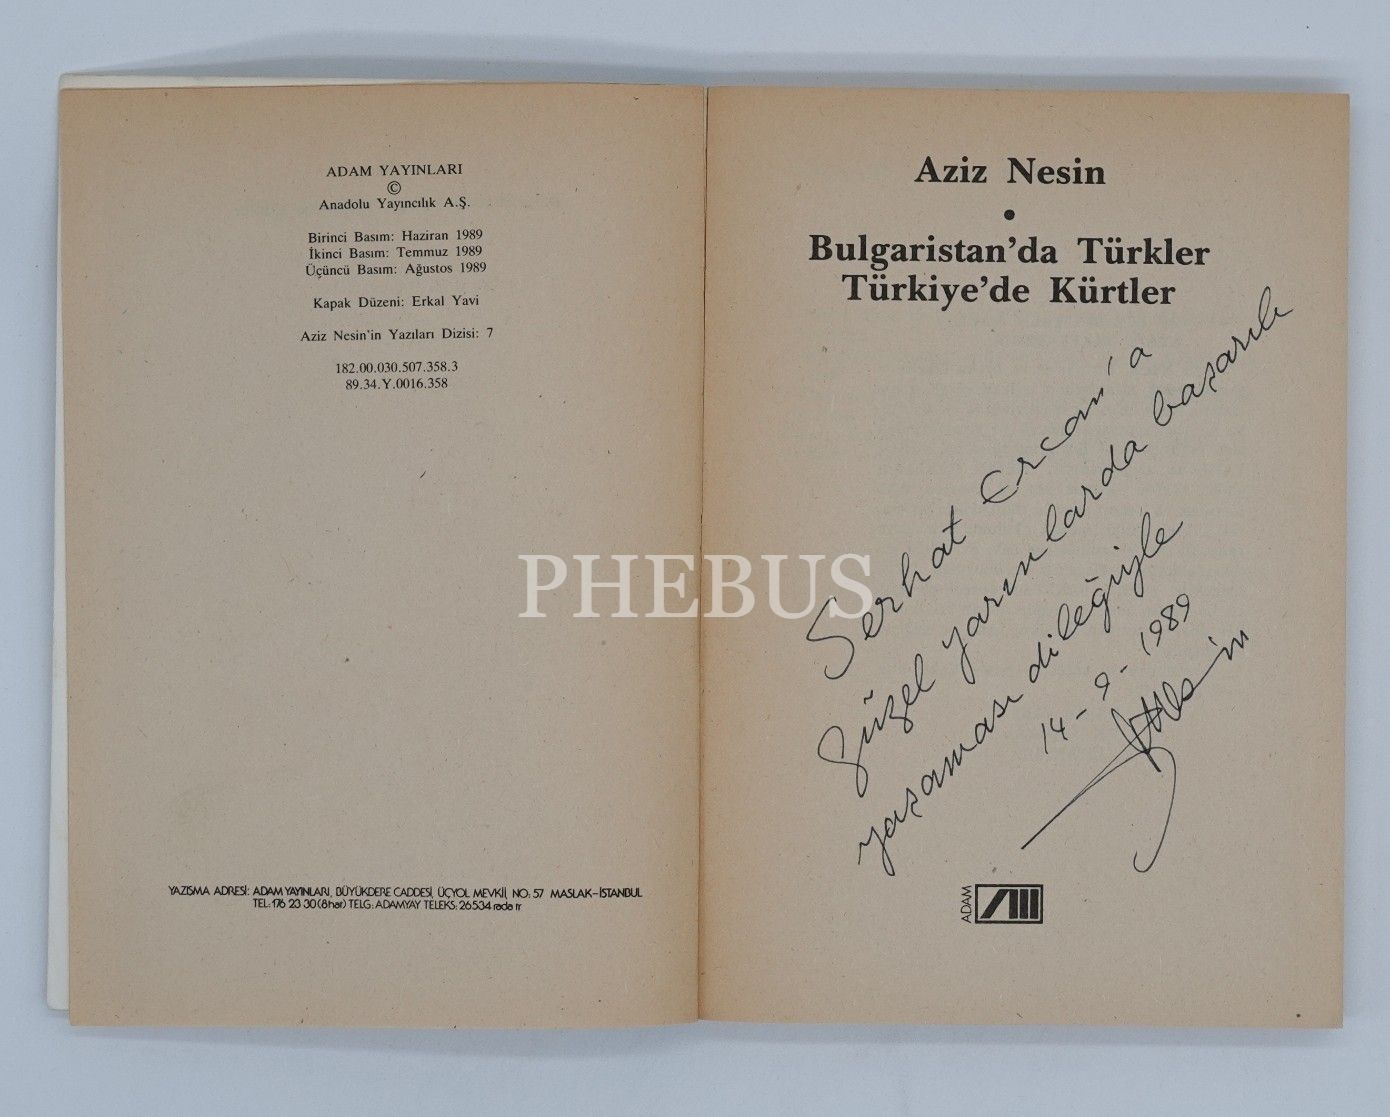 ADAM YAYINLARI
©
Anadolu Yayıncılık A.Ş.
Birinci Basım: Haziran 1989
İkinci Basım: Temmuz 1989
Üçüncü Basım: Ağustos 1989
Kapak Düzeni: Erkal Yavi
Aziz Nesin'in Yazıları Dizisi: 7
182.00.030.507.358.3
89.34.Y.0016.358
YAZIŞMA ADRESİ: ADAM YAYINLARI, BÜYÜKDERE CADDESİ, ÜÇYOL MEVKİİ, NO: 57 MASLAK-İSTANBUL
TEL: 176 23 30 (8 hat) TELG: ADAMYAY TELEKS: 26534 rada tr
Aziz Nesin
•
Bulgaristan'da Türkler
Türkiye'de Kürtler
Serhat Ercan'a
güzel yarınlarda başarılı
yaşaması dileğiyle
14-9-1989
Nesin
ADAM
PHEBUS